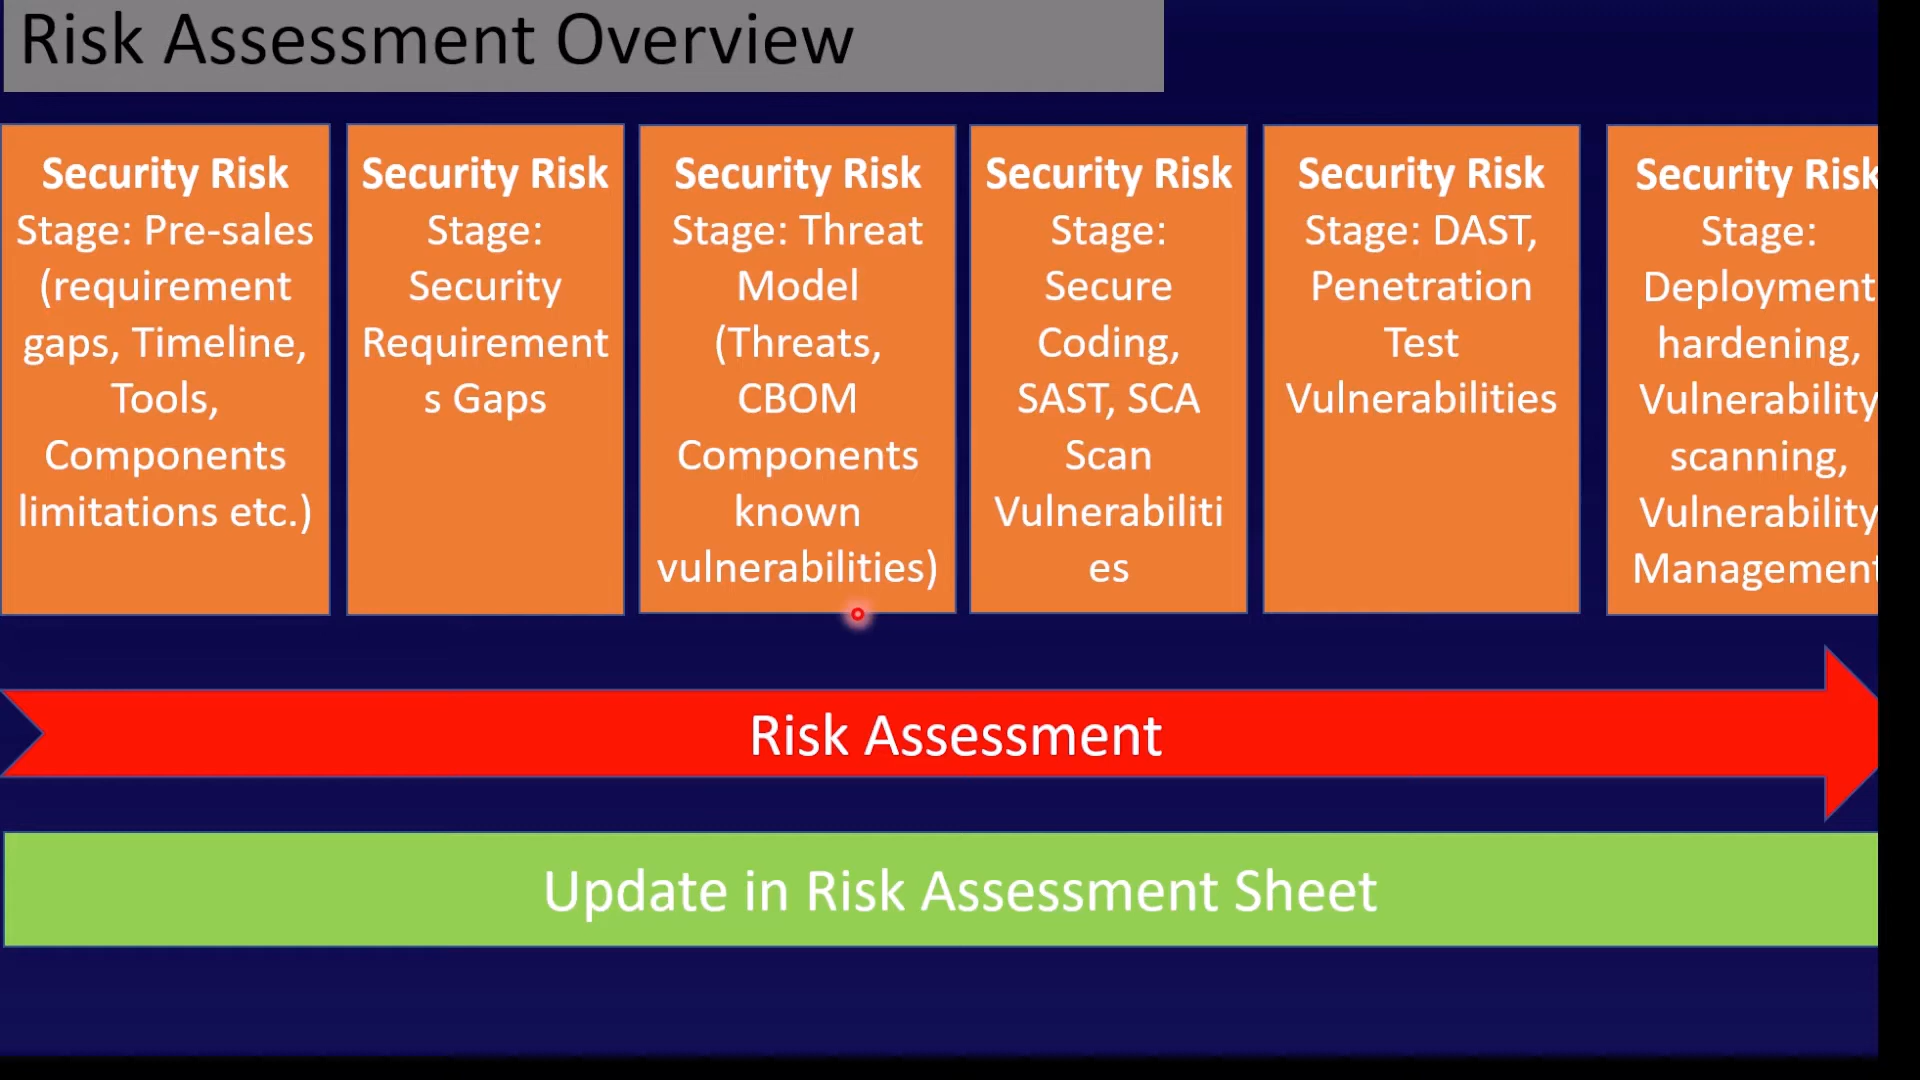 Risk Assessment Overview
Security Risk
Stage: Pre-sales
(requirement
gaps, Timeline,
Tools,
Components
limitations etc.)
Security Risk
Stage:
Security
Requirement
s Gaps
Security Risk
Stage: Threat
Model
(Threats,
CBOM
Components
known
vulnerabilities)
Security Risk
Stage:
Secure
Coding,
SAST, SCA
Scan
Vulnerabiliti
es
Security Risk
Stage: DAST,
Penetration
Test
Vulnerabilities
Security Risk
Stage:
Deployment
hardening,
Vulnerability
scanning,
Vulnerability
Management
Risk Assessment
Update in Risk Assessment Sheet